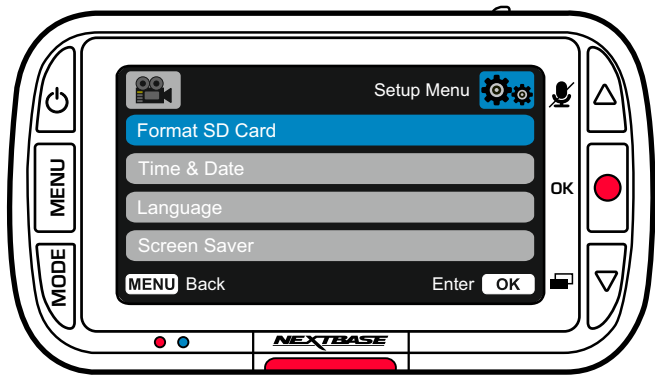 Setup Menu
Format SD Card
MENU
Time & Date
OK
Language
Screen Saver
MODE
MENU Back
Enter OK
NEXTBASE